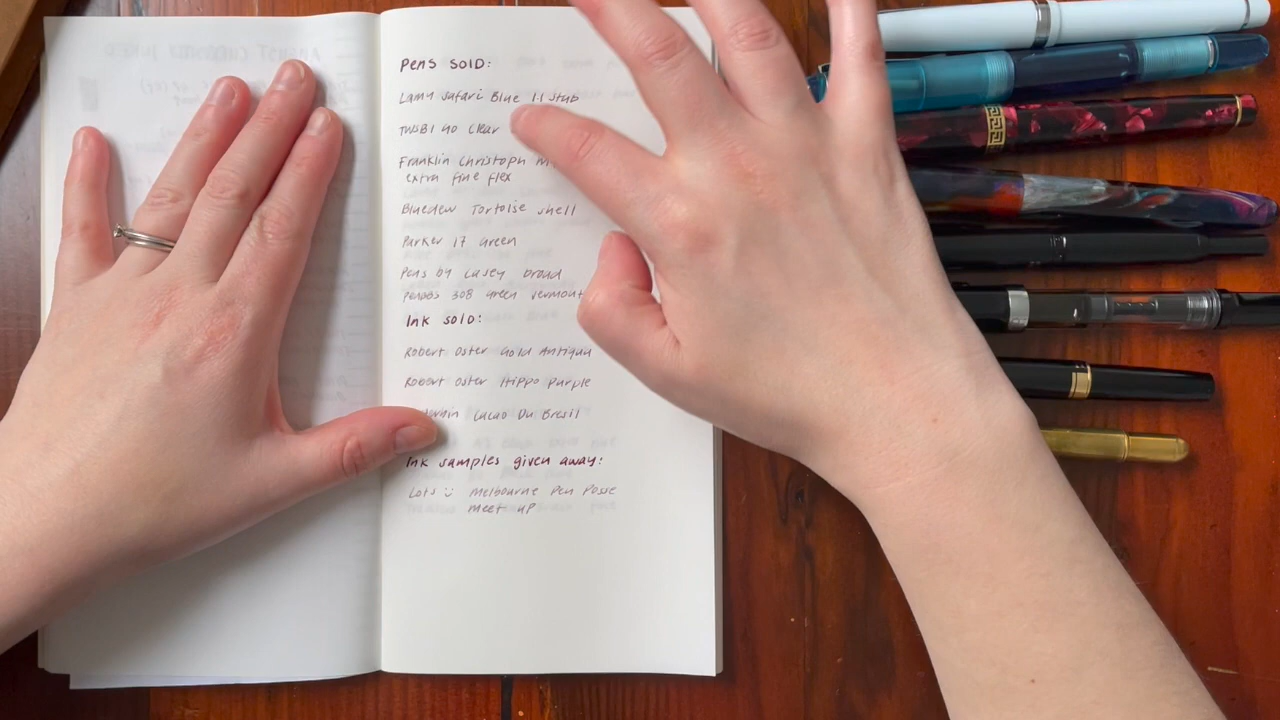 Pens sold:
Lamy Safari Blue 1.1 stub
TWSBI Go Clear
Franklin Christoph
extra fine flex
Bluedew Tortoise shell
Parker 17 Green
Pens by Casey broad
Penbbs 308 Green vermont
Ink sold:
Robert Oster Gold Antiqua
Robert Oster Hippo Purple
Cacao Du Bresil
Ink samples given away:
Lots Melbourne Pen Posse
meet up